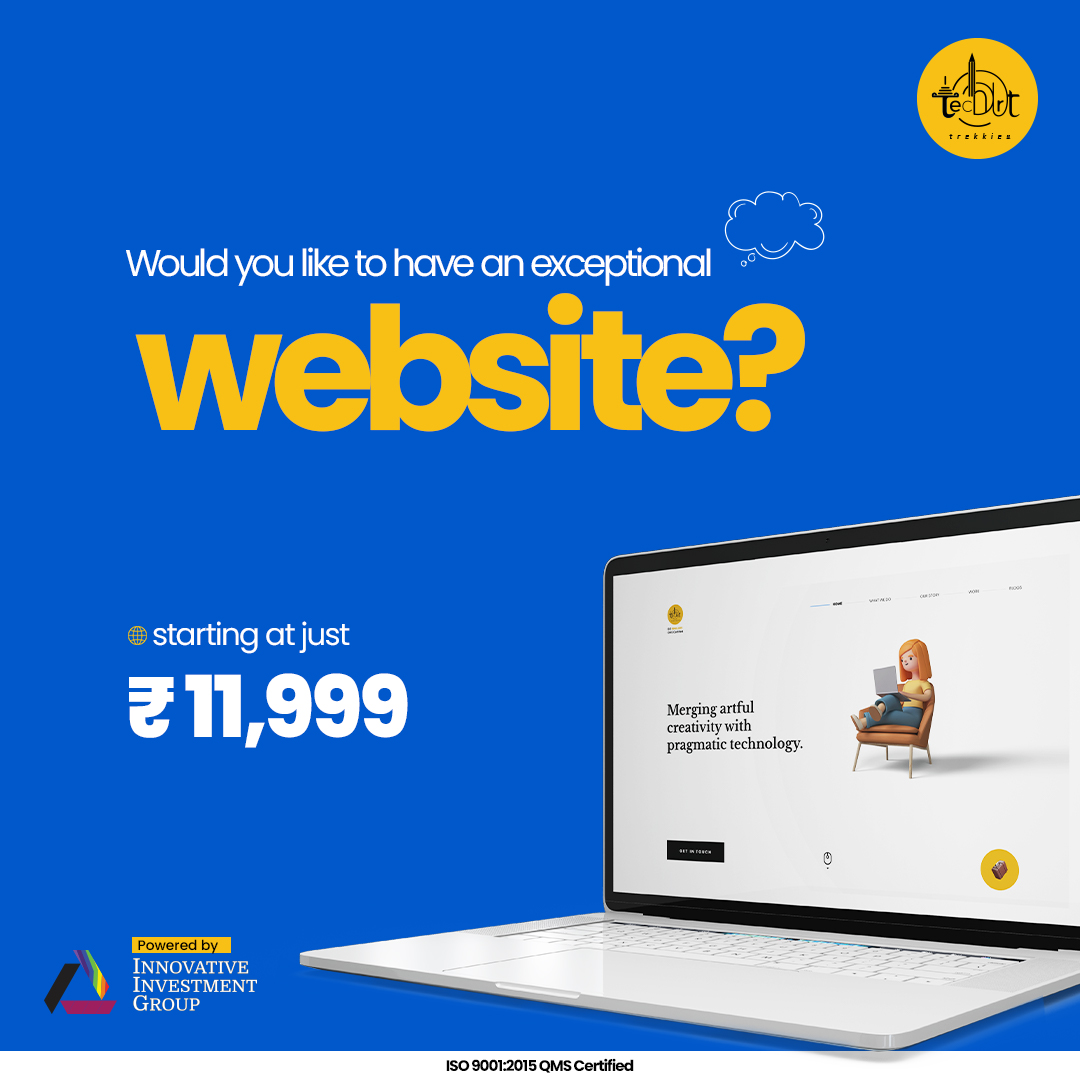 tecArt
trekkies
Would you like to have an exceptional
website?
starting at just
₹11,999
HOME
WHAT WE DO
OUR STORY
WORK
BLOGS
Merging artful
creativity with
pragmatic technology.
GET IN TOUCH
Powered by
INNOVATIVE
INVESTMENT
GROUP
ISO 9001:2015 QMS Certified